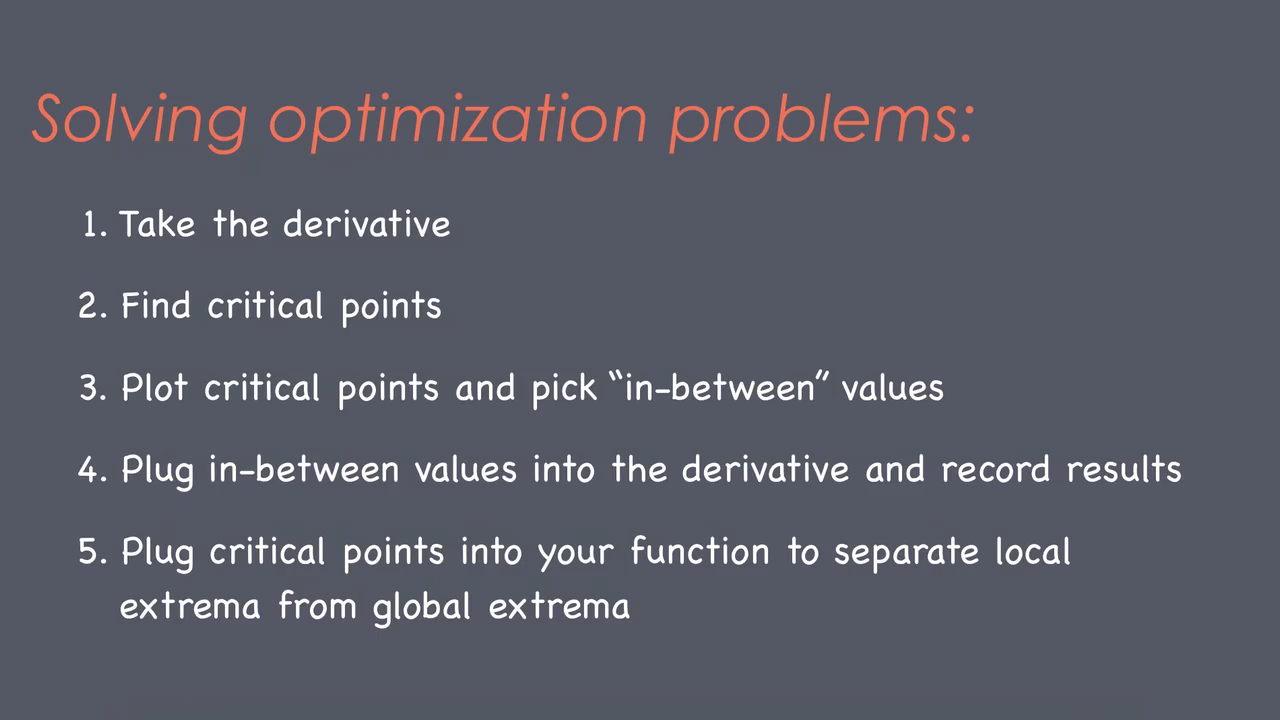 Solving optimization problems:
1. Take the derivative
2. Find critical points
3. Plot critical points and pick “in-between” values
4. Plug in-between values into the derivative and record results
5. Plug critical points into your function to separate local
extrema from global extrema